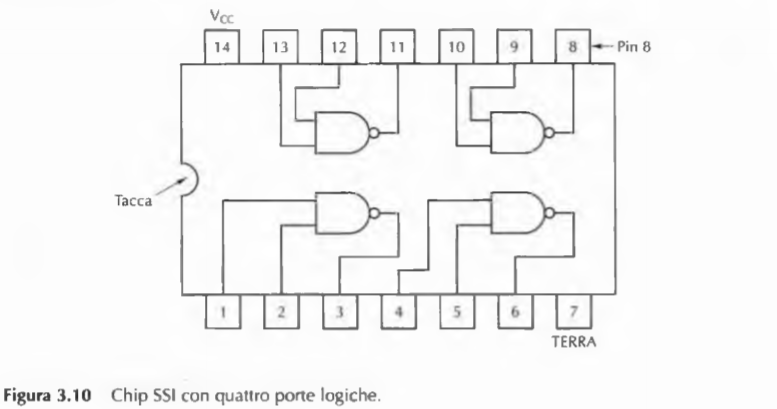 VCC
14 13 12 11 10 9 8 Pin 8
Tacca
1 2 3 4 5 6 7
TERRA
Figura 3.10 Chip SSI con quattro porte logiche.